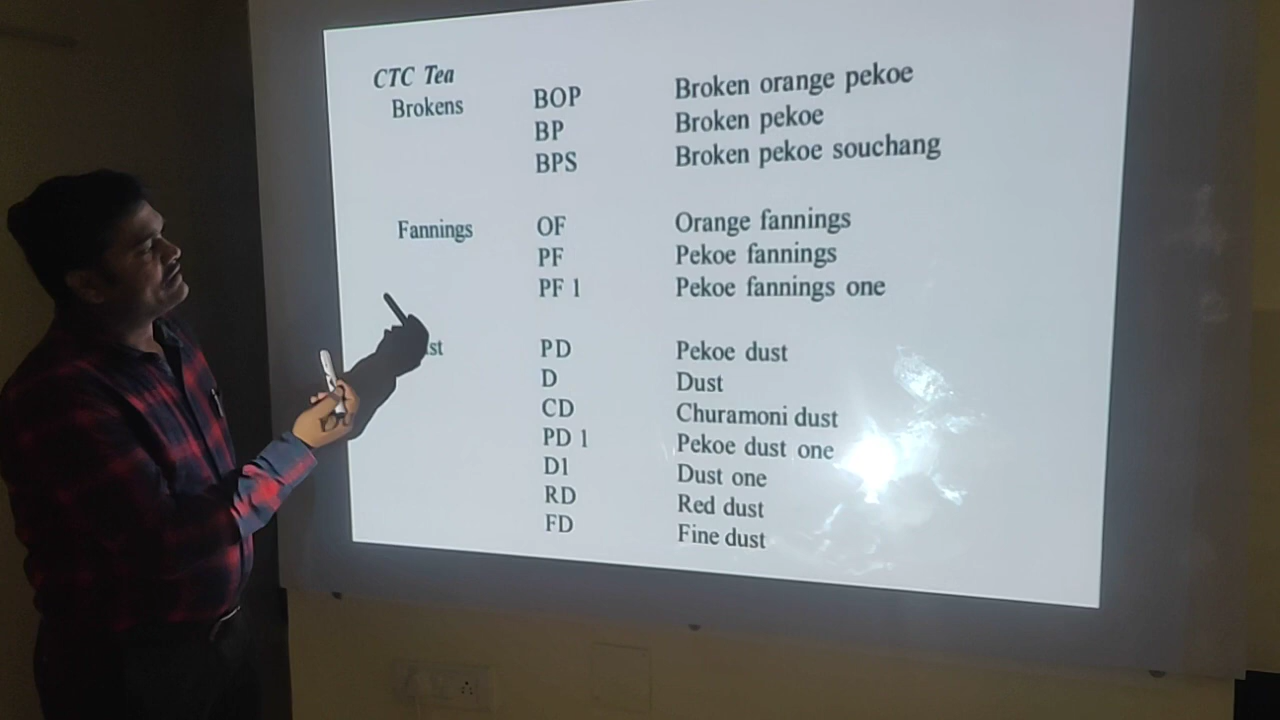 CTC Tea
Brokens BOP Broken orange pekoe
BP Broken pekoe
BPS Broken pekoe souchang
Fannings OF Orange fannings
PF Pekoe fannings
PF 1 Pekoe fannings one
PD Pekoe dust
D Dust
CD Churamoni dust
PD 1 Pekoe dust one
D1 Dust one
RD Red dust
FD Fine dust